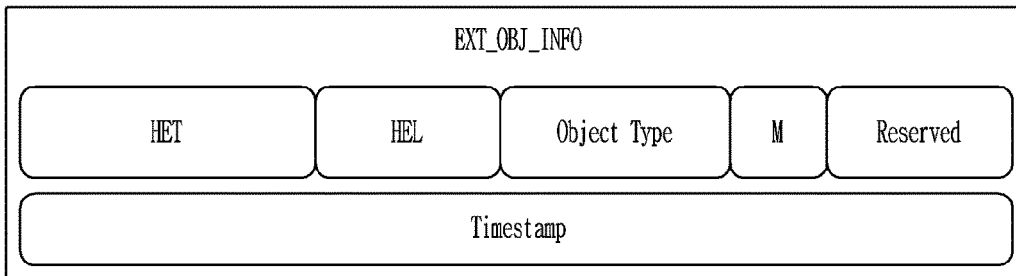 EXT_OBJ_INFO
HET HEL Object Type M Reserved
Timestamp